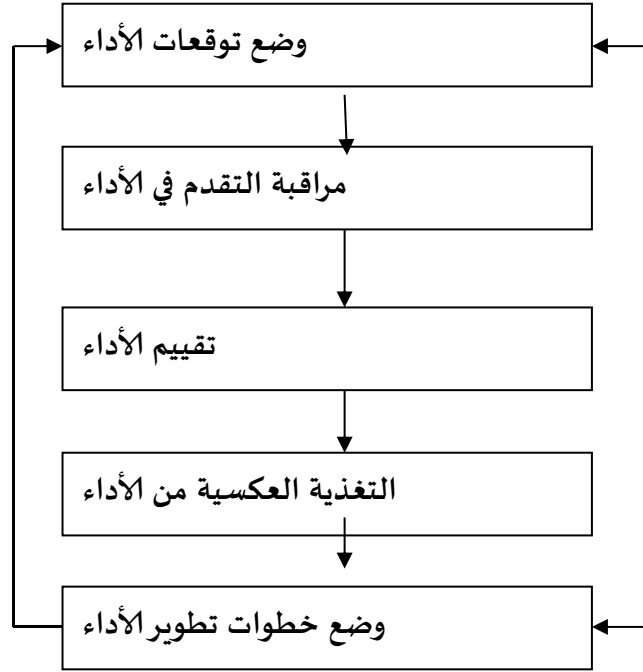 وضع توقعات الأداء
مراقبة التقدم في الأداء
تقييم الأداء
التغذية العكسية من الأداء
وضع خطوات تطوير الأداء